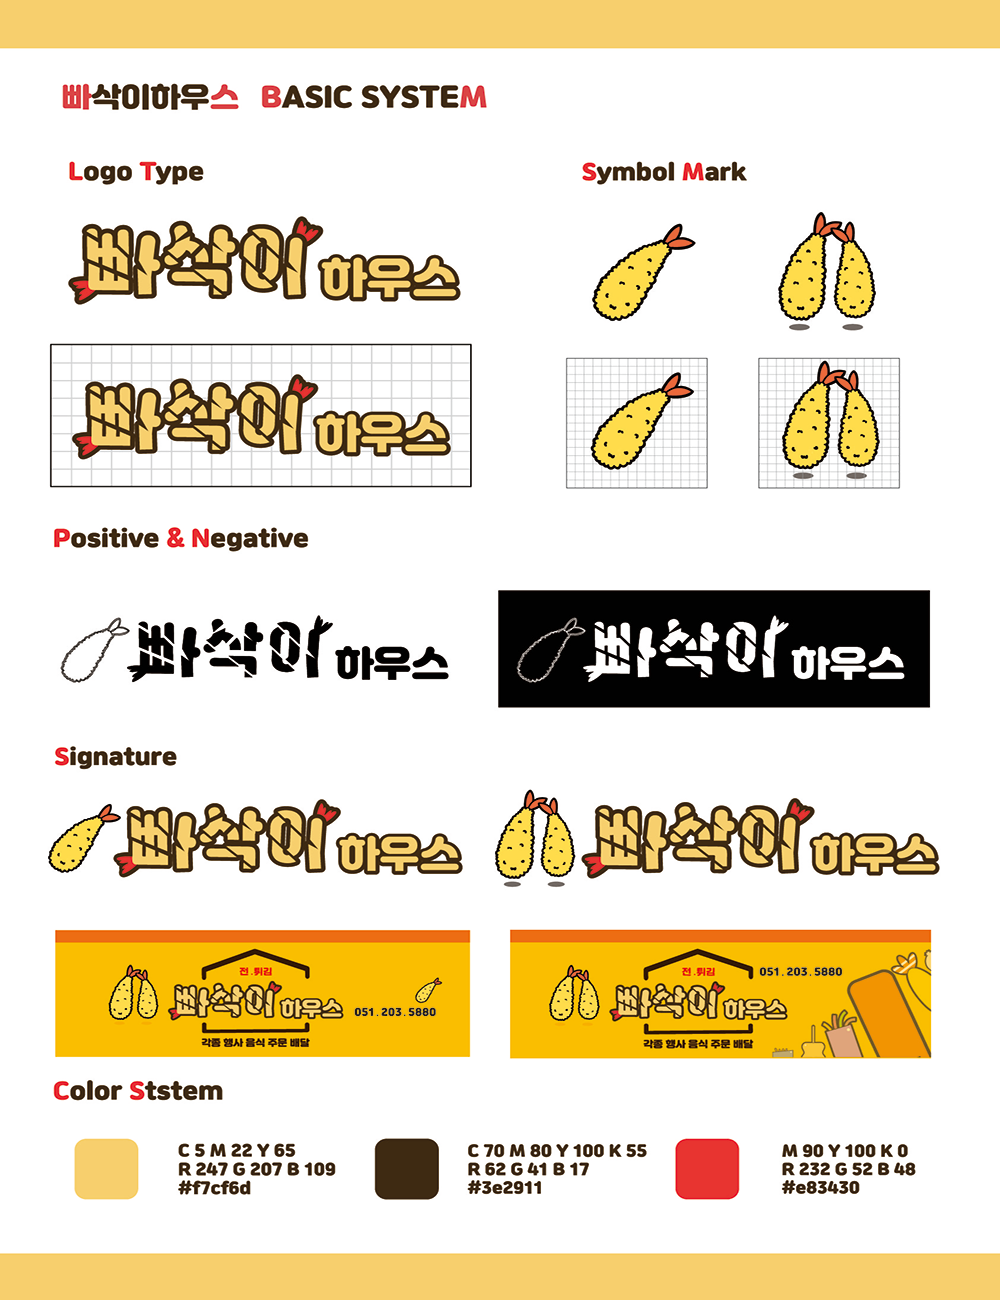 빠삭이하우스 BASIC SYSTEM
Logo Type
Symbol Mark
빠삭이 하우스
빠삭이 하우스
Positive & Negative
빠삭이 하우스
빠삭이 하우스
Signature
빠삭이 하우스
빠삭이 하우스
전.튀김
빠삭이 하우스
051.203.5880
각종 행사 음식 주문 배달
전.튀김
051.203.5880
빠삭이 하우스
각종 행사 음식 주문 배달
Color Ststem
C 5 M 22 Y 65
R 247 G 207 B 109
#f7cf6d
C 70 M 80 Y 100 K 55
R 62 G 41 B 17
#3e2911
M 90 Y 100 K 0
R 232 G 52 B 48
#e83430